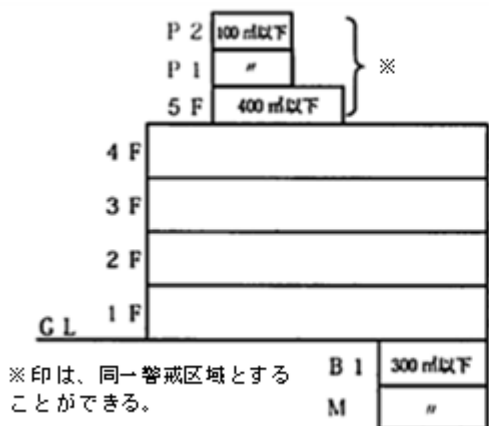 P 2 100㎡以下
P 1 〃
※
5 F 400㎡以下
4 F
3 F
2 F
1 F
GL
※印は、同一警戒区域とする
ことができる。
B 1 300㎡以下
M 〃